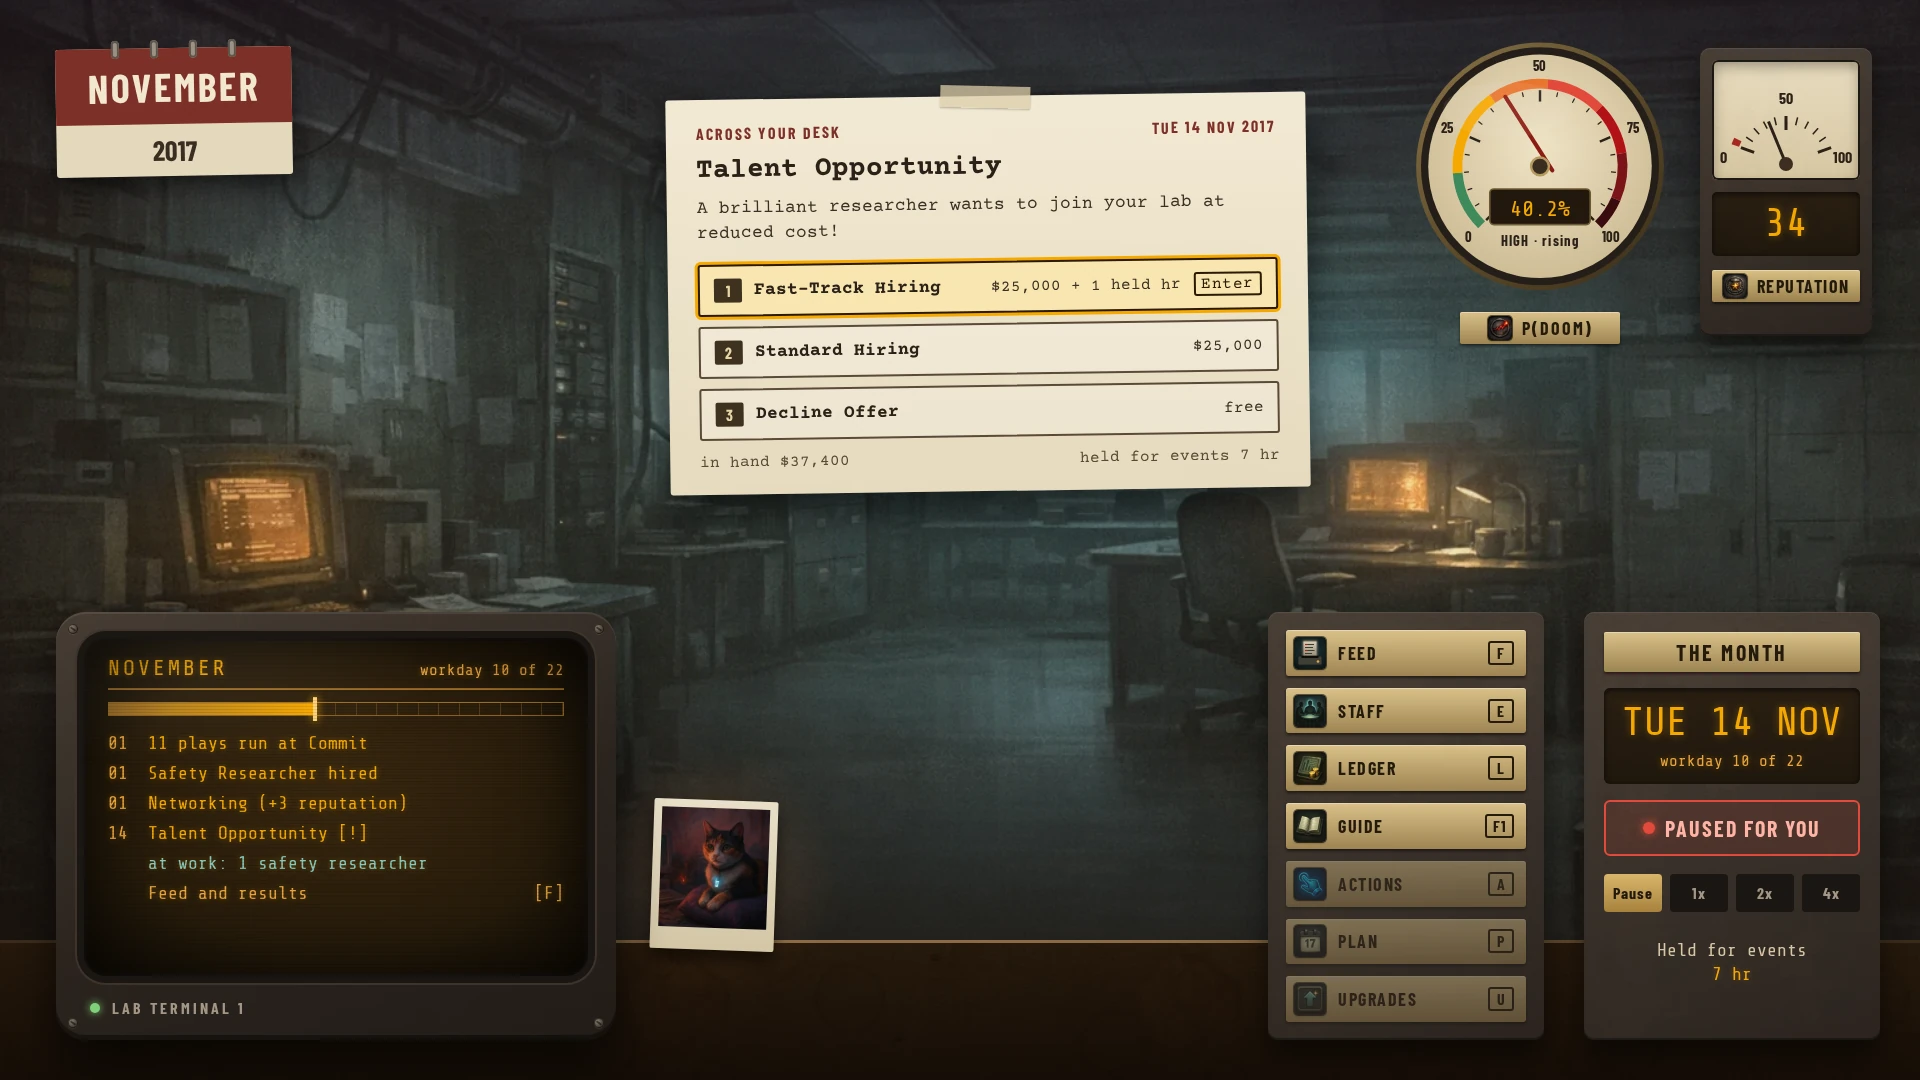 NOVEMBER
2017
ACROSS YOUR DESK
TUE 14 NOV 2017
Talent Opportunity
A brilliant researcher wants to join your lab at
reduced cost!
1 Fast-Track Hiring $25,000 + 1 held hr Enter
2 Standard Hiring $25,000
3 Decline Offer free
in hand $37,400 held for events 7 hr
0 25 50 75 100
40.2%
HIGH · rising
P(DOOM)
0 50 100
34
REPUTATION
NOVEMBER workday 10 of 22
01 11 plays run at Commit
01 Safety Researcher hired
01 Networking (+3 reputation)
14 Talent Opportunity [!]
at work: 1 safety researcher
Feed and results [F]
LAB TERMINAL 1
FEED F
STAFF E
LEDGER L
GUIDE F1
ACTIONS A
17 PLAN P
UPGRADES U
THE MONTH
TUE 14 NOV
workday 10 of 22
PAUSED FOR YOU
Pause 1x 2x 4x
Held for events
7 hr